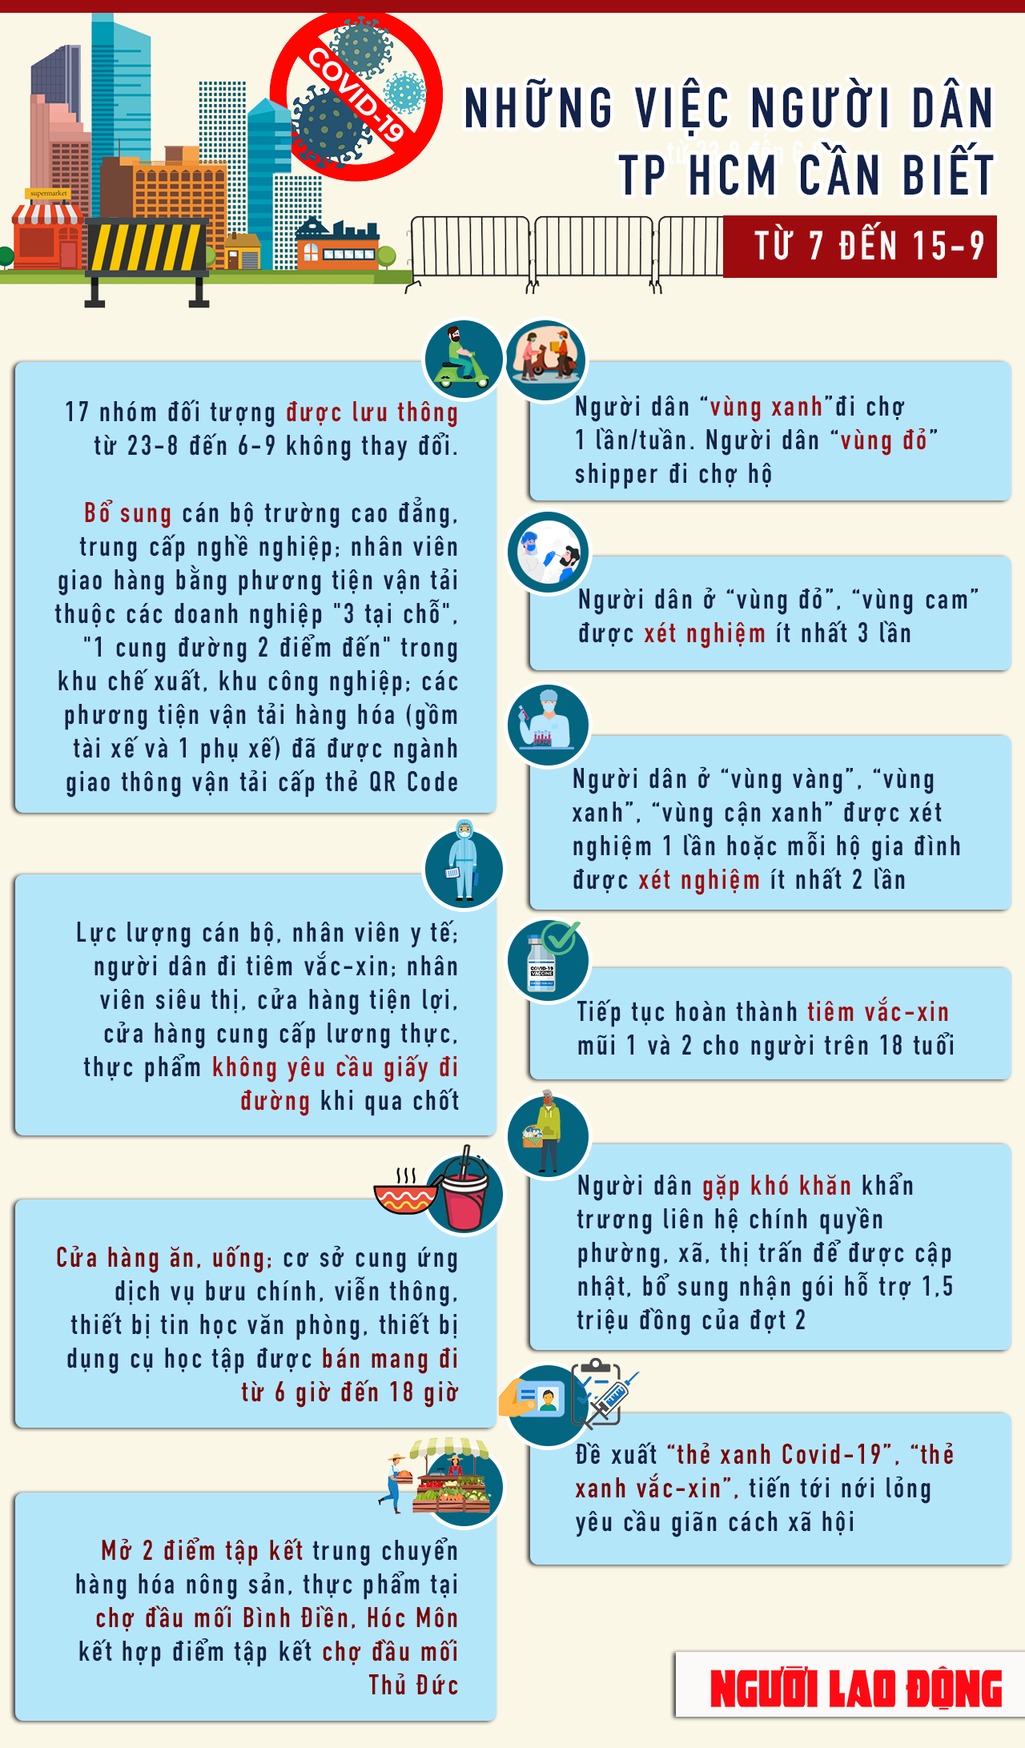 supermarket
COVID-19
NHỮNG VIỆC NGƯỜI DÂN
TP HCM CẦN BIẾT
TỪ 7 ĐẾN 15-9
17 nhóm đối tượng được lưu thông
từ 23-8 đến 6-9 không thay đổi.
Bổ sung cán bộ trường cao đẳng,
trung cấp nghề nghiệp; nhân viên
giao hàng bằng phương tiện vận tải
thuộc các doanh nghiệp "3 tại chỗ",
"1 cung đường 2 điểm đến" trong
khu chế xuất, khu công nghiệp; các
phương tiện vận tải hàng hóa (gồm
tài xế và 1 phụ xế) đã được ngành
giao thông vận tải cấp thẻ QR Code
Lực lượng cán bộ, nhân viên y tế;
người dân đi tiêm vắc-xin; nhân
viên siêu thị, cửa hàng tiện lợi,
cửa hàng cung cấp lương thực,
thực phẩm không yêu cầu giấy đi
đường khi qua chốt
Cửa hàng ăn, uống; cơ sở cung ứng
dịch vụ bưu chính, viễn thông,
thiết bị tin học văn phòng, thiết bị
dụng cụ học tập được bán mang đi
từ 6 giờ đến 18 giờ
Mở 2 điểm tập kết trung chuyển
hàng hóa nông sản, thực phẩm tại
chợ đầu mối Bình Điền, Hóc Môn
kết hợp điểm tập kết chợ đầu mối
Thủ Đức
Người dân “vùng xanh”đi chợ
1 lần/tuần. Người dân “vùng đỏ”
shipper đi chợ hộ
Người dân ở “vùng đỏ”, “vùng cam”
được xét nghiệm ít nhất 3 lần
Người dân ở “vùng vàng”, “vùng
xanh”, “vùng cận xanh” được xét
nghiệm 1 lần hoặc mỗi hộ gia đình
được xét nghiệm ít nhất 2 lần
COVID-19
VACCINE
Tiếp tục hoàn thành tiêm vắc-xin
mũi 1 và 2 cho người trên 18 tuổi
Người dân gặp khó khăn khẩn
trương liên hệ chính quyền
phường, xã, thị trấn để được cập
nhật, bổ sung nhận gói hỗ trợ 1,5
triệu đồng của đợt 2
Đề xuất “thẻ xanh Covid-19”, “thẻ
xanh vắc-xin”, tiến tới nới lỏng
yêu cầu giãn cách xã hội
NGƯỜI LAO ĐỘNG